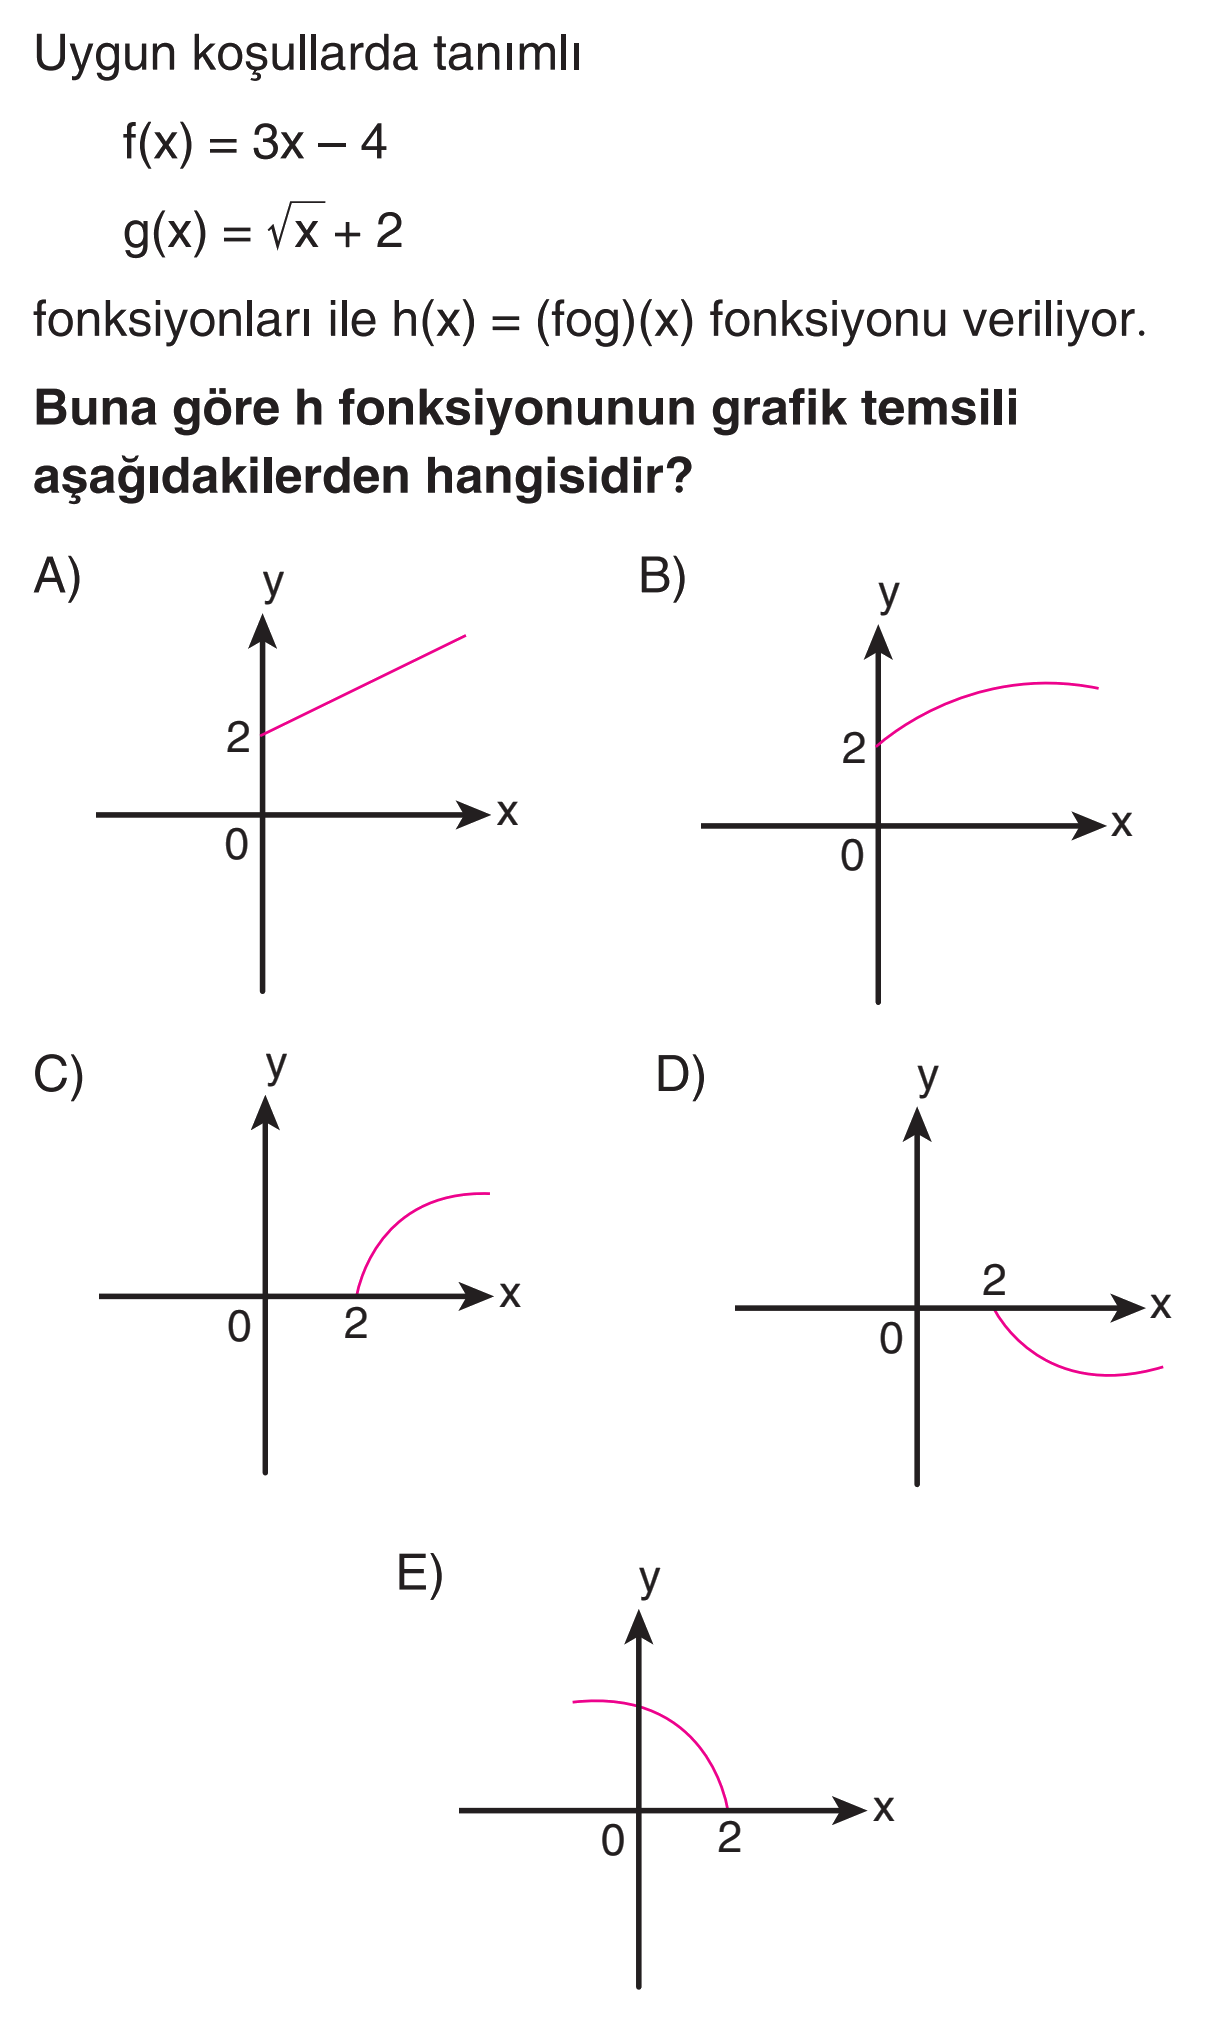 Uygun koşullarda tanımlı
f(x) = 3x – 4
g(x) = √x + 2
fonksiyonları ile h(x) = (fog)(x) fonksiyonu veriliyor.
Buna göre h fonksiyonunun grafik temsili
aşağıdakilerden hangisidir?
A)
y
2
0
x
B)
y
2
0
x
C)
y
0
2
x
D)
y
2
0
x
E)
y
0
2
x